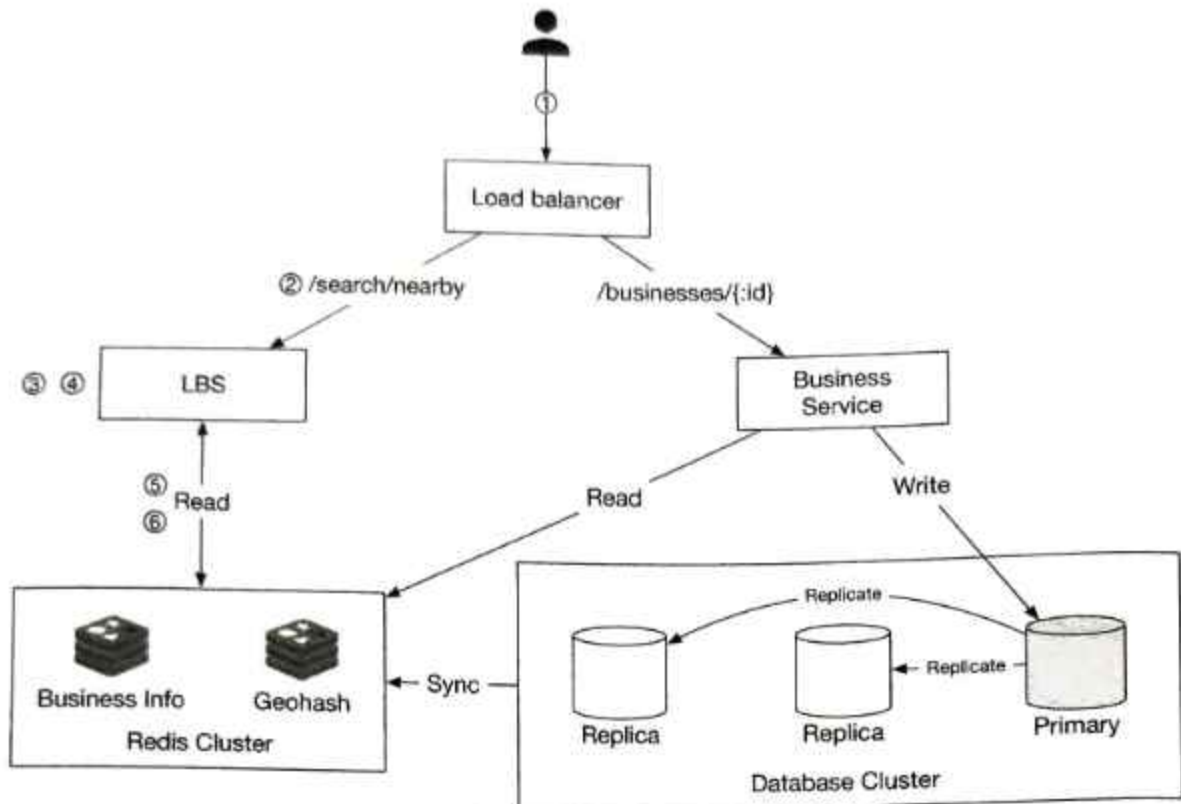 ①
Load balancer
② /search/nearby
/businesses/{:id}
③ ④
LBS
Business
Service
⑤
Read
⑥
Read
Write
Replicate
Replicate
Business Info
Geohash
Redis Cluster
Sync
Replica
Replica
Primary
Database Cluster